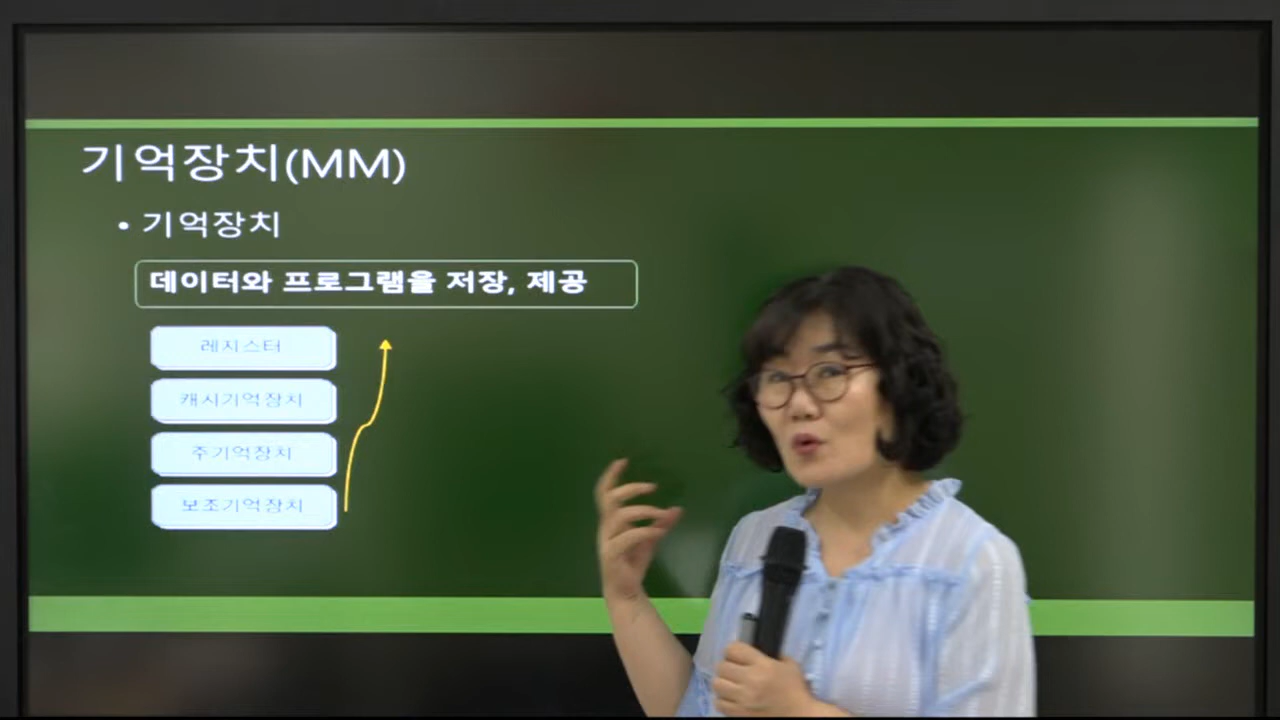 기억장치(MM)
• 기억장치
데이터와 프로그램을 저장, 제공
레지스터
캐시기억장치
주기억장치
보조기억장치